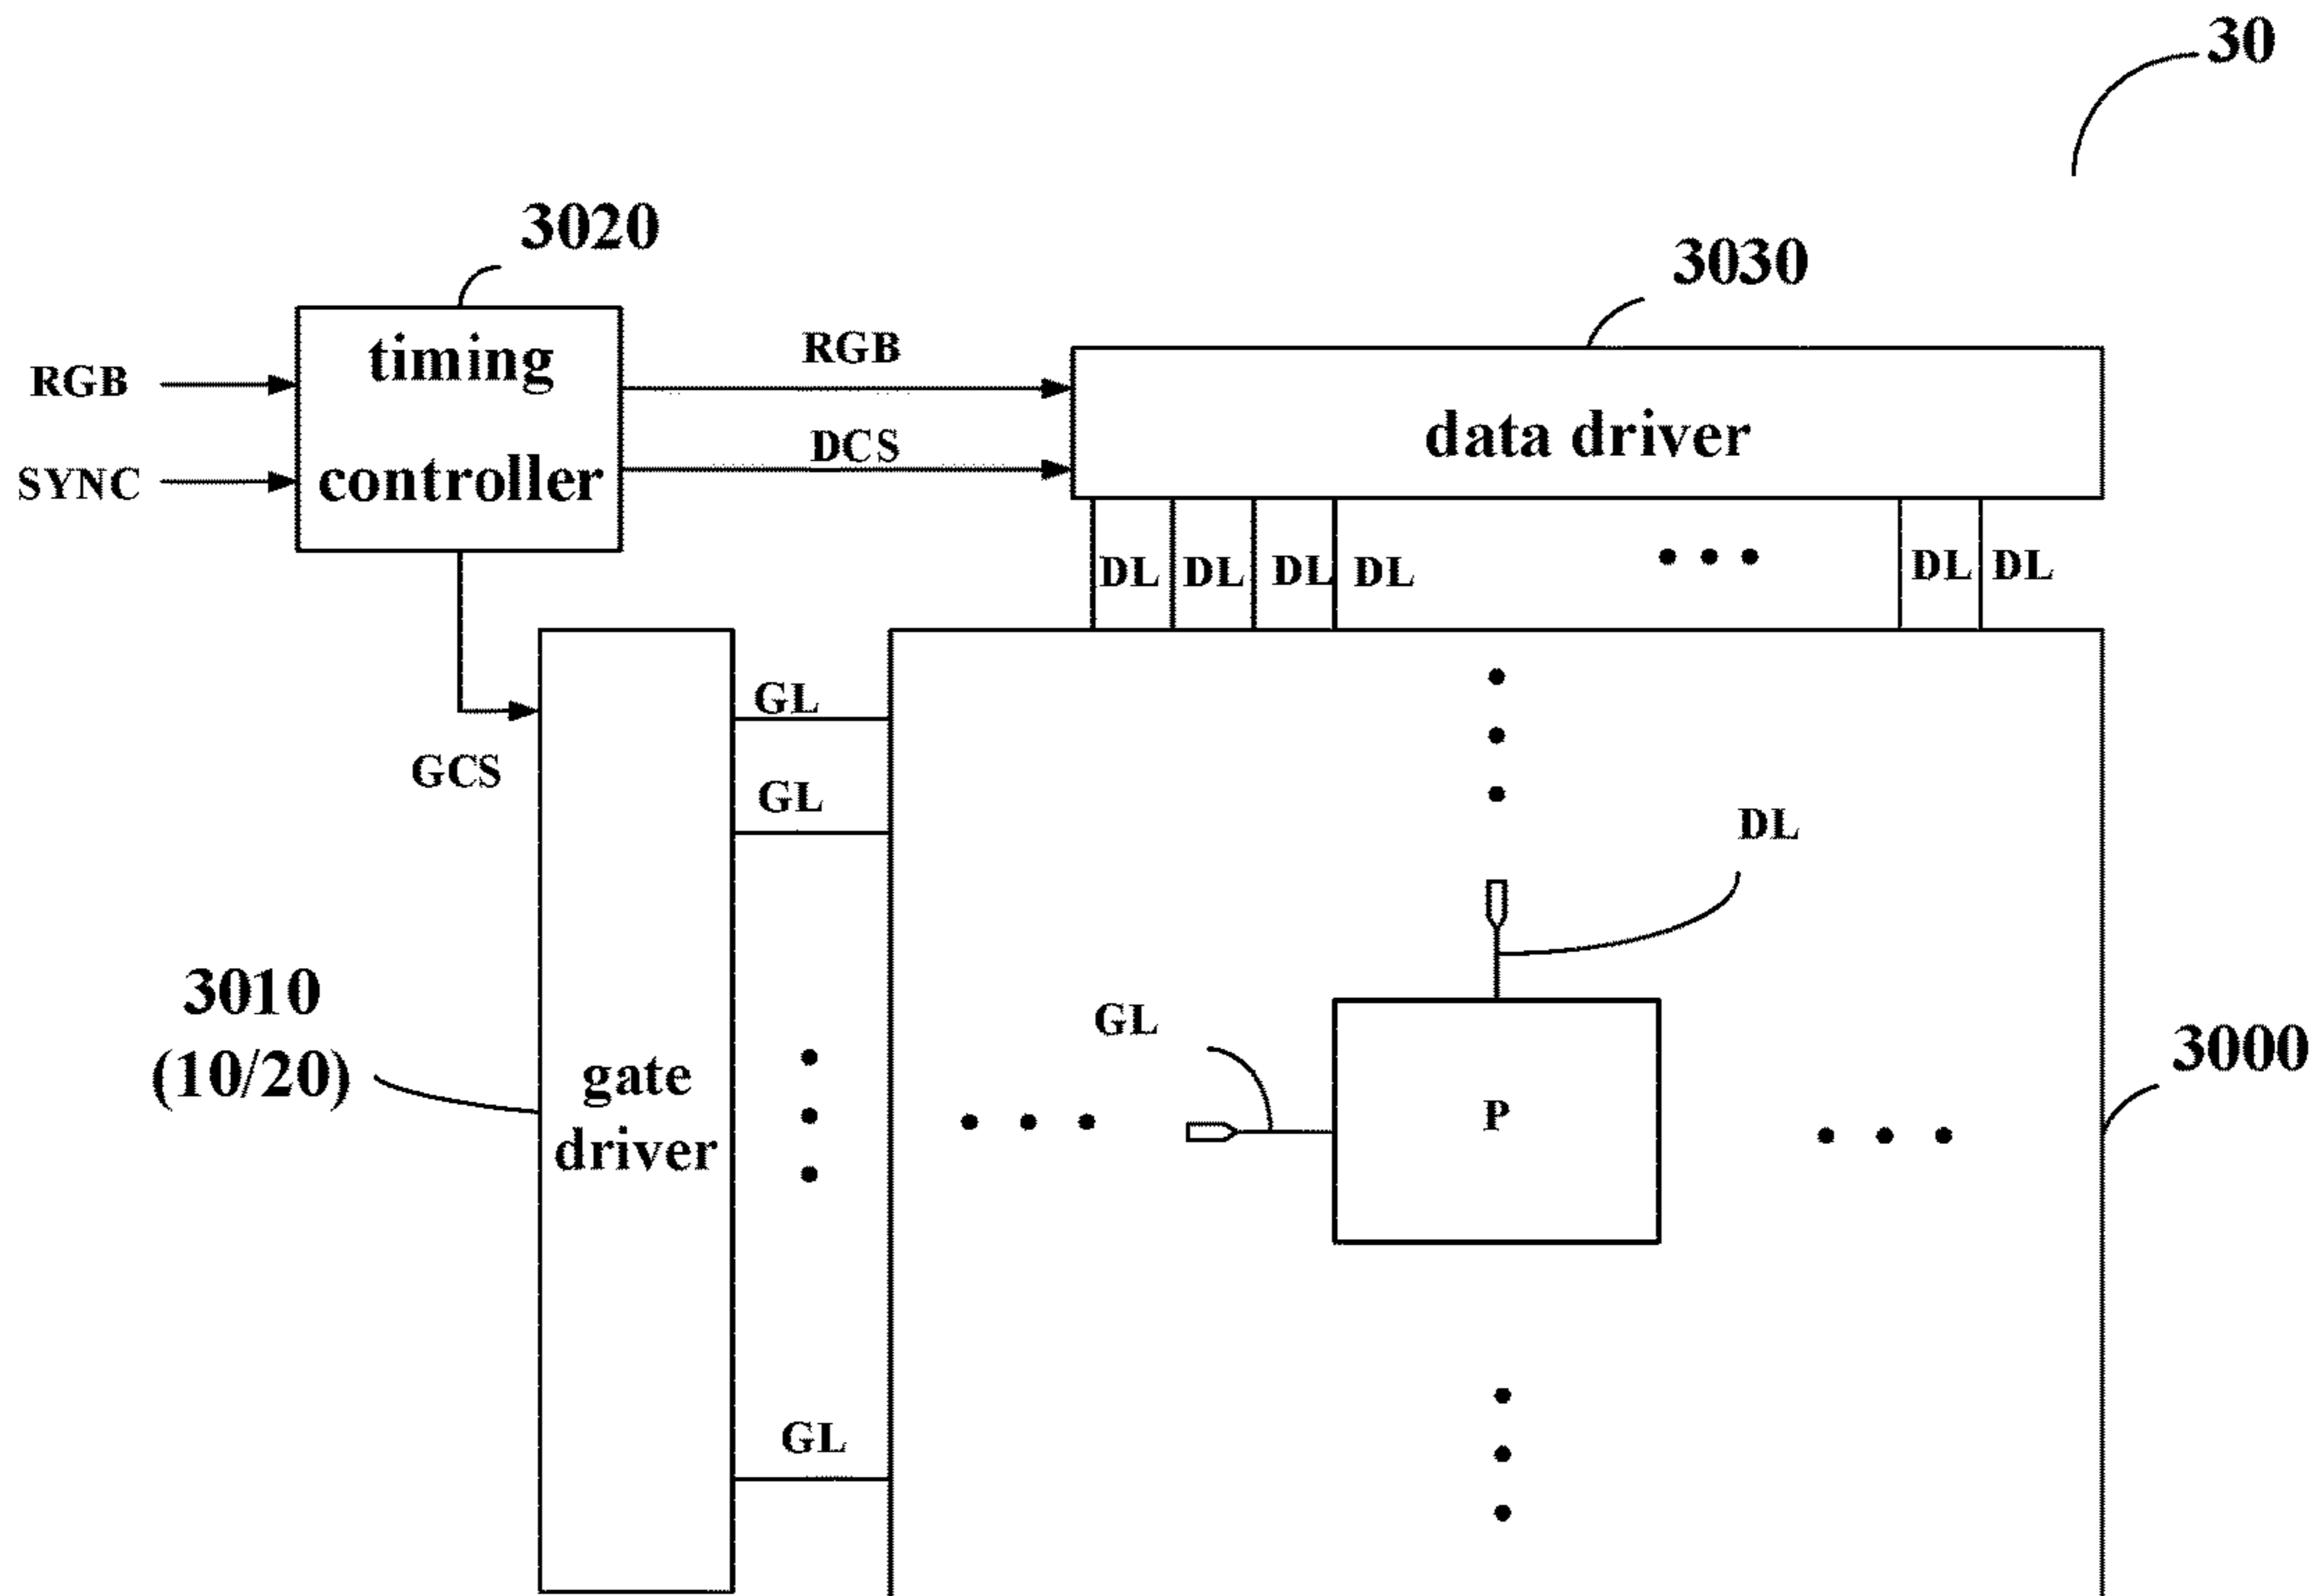 30
3020
3030
RGB
timing
controller
SYNC
RGB
DCS
data driver
DL DL DL DL ••• DL DL
GCS
GL
GL
DL
3010
(10/20)
gate
driver
GL
P
3000
GL